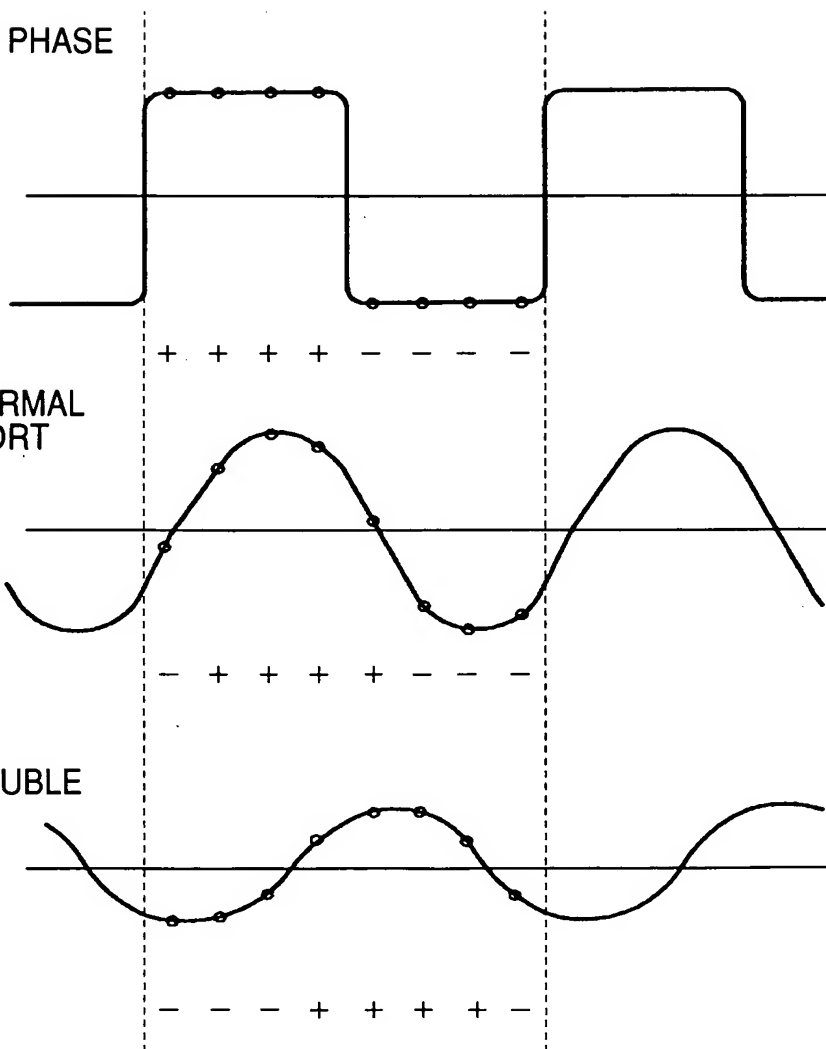 PHASE
+ + + + − − − −
RMAL
ORT
− + + + + − − −
UBLE
− − − + + + + −